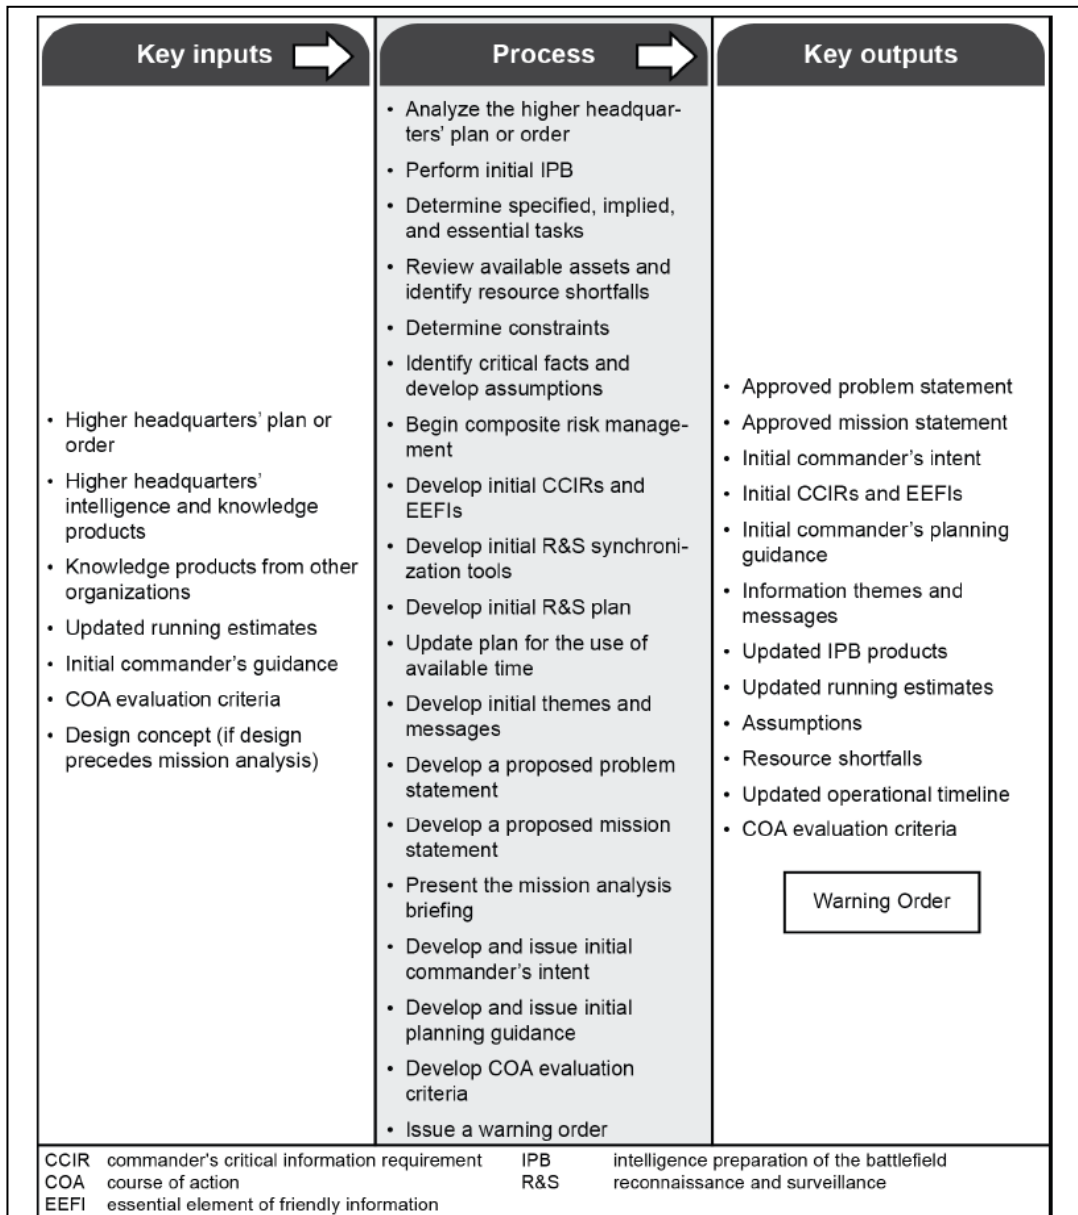 Key inputs
• Higher headquarters' plan or
order
• Higher headquarters'
intelligence and knowledge
products
• Knowledge products from other
organizations
• Updated running estimates
• Initial commander's guidance
• COA evaluation criteria
• Design concept (if design
precedes mission analysis)
Process
• Analyze the higher headquar-
ters' plan or order
• Perform initial IPB
• Determine specified, implied,
and essential tasks
• Review available assets and
identify resource shortfalls
• Determine constraints
• Identify critical facts and
develop assumptions
• Begin composite risk manage-
ment
• Develop initial CCIRs and
EEFIs
• Develop initial R&S synchroni-
zation tools
• Develop initial R&S plan
• Update plan for the use of
available time
• Develop initial themes and
messages
• Develop a proposed problem
statement
• Develop a proposed mission
statement
• Present the mission analysis
briefing
• Develop and issue initial
commander's intent
• Develop and issue initial
planning guidance
• Develop COA evaluation
criteria
• Issue a warning order
Key outputs
• Approved problem statement
• Approved mission statement
• Initial commander's intent
• Initial CCIRs and EEFIs
• Initial commander's planning
guidance
• Information themes and
messages
• Updated IPB products
• Updated running estimates
• Assumptions
• Resource shortfalls
• Updated operational timeline
• COA evaluation criteria
Warning Order
CCIR commander's critical information requirement IPB intelligence preparation of the battlefield
COA course of action R&S reconnaissance and surveillance
EEFI essential element of friendly information